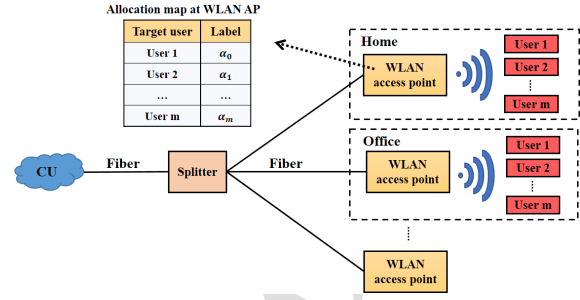 Allocation map at WLAN AP
Target user Label
User 1 α₀
User 2 α₁
... ...
User m αₘ
Home
WLAN
access point
User 1
User 2
User m
CU
Fiber
Splitter
Fiber
Office
WLAN
access point
User 1
User 2
User m
WLAN
access point